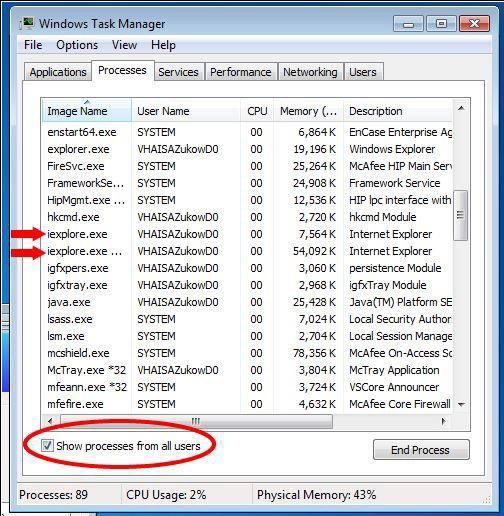 Windows Task Manager
File Options View Help
Applications Processes Services Performance Networking Users
Image Name User Name CPU Memory (... Description
enstart64.exe SYSTEM 00 6,864 K EnCase Enterprise Ag
explorer.exe VHAISAZukowD0 00 19,196 K Windows Explorer
FireSvc.exe SYSTEM 00 25,264 K McAfee HIP Main Serv
FrameworkSe... SYSTEM 00 24,908 K Framework Service
HipMgmt.exe ... SYSTEM 00 12,536 K HIP lpc interface with
hkcmd.exe VHAISAZukowD0 00 2,720 K hkcmd Module
iexplore.exe VHAISAZukowD0 00 7,564 K Internet Explorer
iexplore.exe ... VHAISAZukowD0 00 54,092 K Internet Explorer
igfxpers.exe VHAISAZukowD0 00 3,060 K persistence Module
igfxtray.exe VHAISAZukowD0 00 2,968 K igfxTray Module
java.exe VHAISAZukowD0 00 25,428 K Java(TM) Platform SE
lsass.exe SYSTEM 00 7,024 K Local Security Author
lsm.exe SYSTEM 00 2,704 K Local Session Manage
mcshield.exe SYSTEM 00 78,356 K McAfee On-Access Sc
McTray.exe *32 VHAISAZukowD0 00 3,804 K McTray Application
mfeann.exe *32 SYSTEM 00 3,724 K VSCore Announcer
mfefire.exe SYSTEM 00 4,632 K McAfee Core Firewall
Show processes from all users End Process
Processes: 89 CPU Usage: 2% Physical Memory: 43%